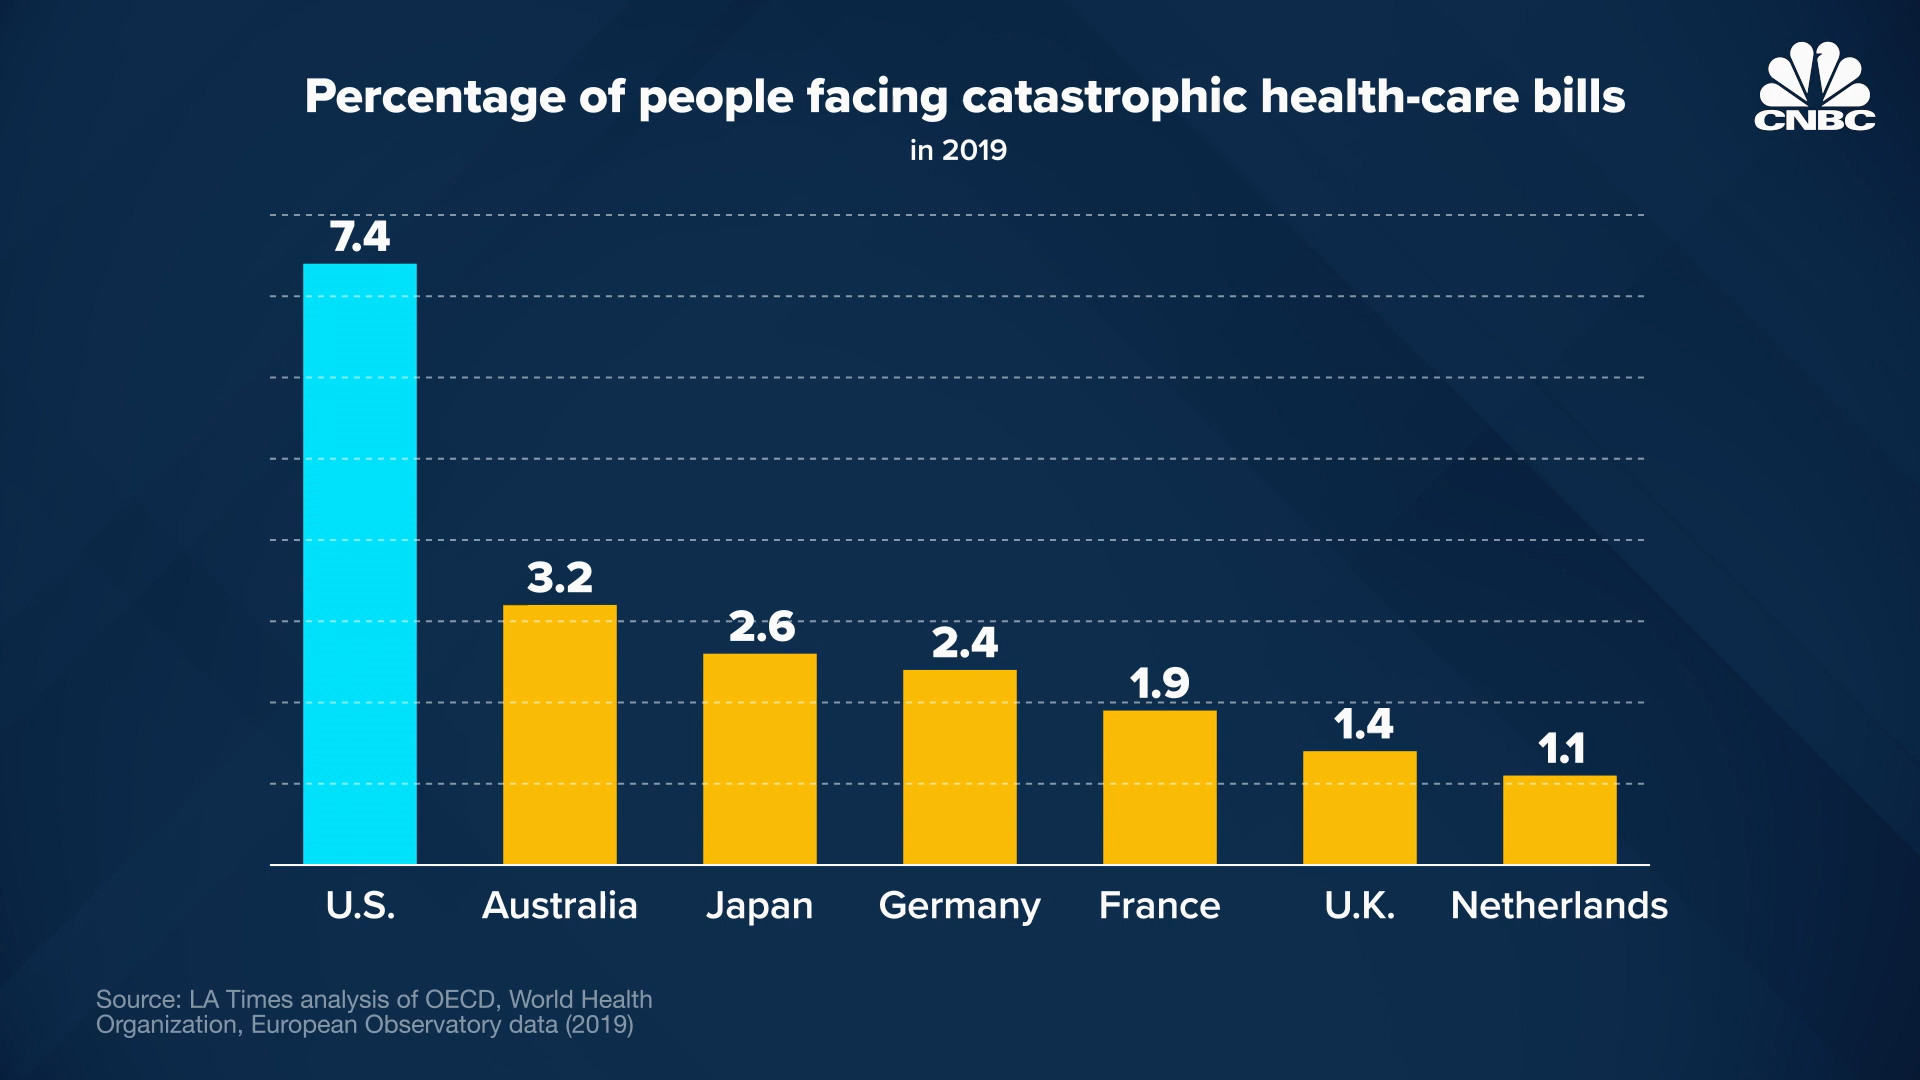 Percentage of people facing catastrophic health-care bills
in 2019
CNBC
7.4
3.2
2.6
2.4
1.9
1.4
1.1
U.S. Australia Japan Germany France U.K. Netherlands
Source: LA Times analysis of OECD, World Health
Organization, European Observatory data (2019)